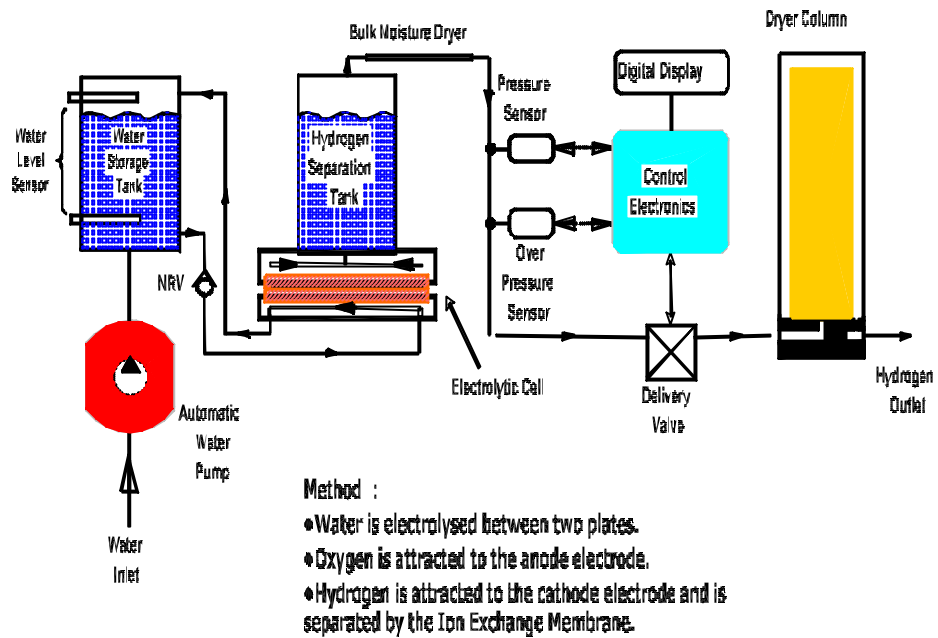 Dryer Column
Bulk Moisture Dryer
Digital Display
Pressure
Sensor
Water
Level
Sensor
Water
Storage
Tank
Hydrogen
Separation
Tank
Control
Electronics
NRV
Over
Pressure
Sensor
Electrolytic Cell
Delivery
Valve
Hydrogen
Outlet
Automatic
Water
Pump
Water
Inlet
Method :
•Water is electrolysed between two plates.
•Oxygen is attracted to the anode electrode.
•Hydrogen is attracted to the cathode electrode and is
separated by the Ion Exchange Membrane.